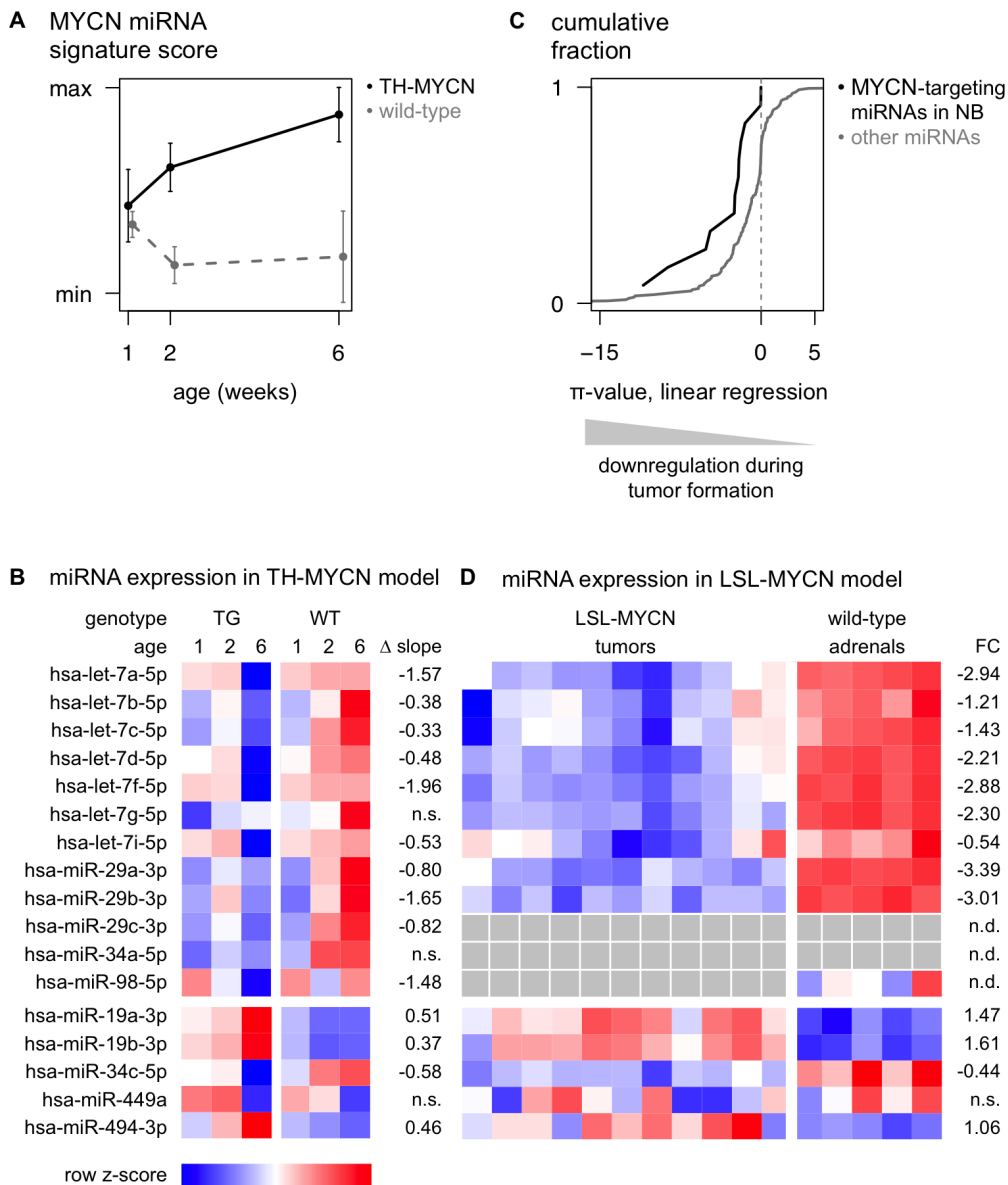 A MYCN miRNA
signature score
max
min
1 2 6
age (weeks)
TH-MYCN
wild-type
C cumulative
fraction
1
0
−15 0 5
π-value, linear regression
downregulation during
tumor formation
MYCN-targeting
miRNAs in NB
other miRNAs
B miRNA expression in TH-MYCN model
genotype TG WT
age 1 2 6 1 2 6 Δ slope
hsa-let-7a-5p -1.57
hsa-let-7b-5p -0.38
hsa-let-7c-5p -0.33
hsa-let-7d-5p -0.48
hsa-let-7f-5p -1.96
hsa-let-7g-5p n.s.
hsa-let-7i-5p -0.53
hsa-miR-29a-3p -0.80
hsa-miR-29b-3p -1.65
hsa-miR-29c-3p -0.82
hsa-miR-34a-5p n.s.
hsa-miR-98-5p -1.48
hsa-miR-19a-3p 0.51
hsa-miR-19b-3p 0.37
hsa-miR-34c-5p -0.58
hsa-miR-449a n.s.
hsa-miR-494-3p 0.46
row z-score
D miRNA expression in LSL-MYCN model
LSL-MYCN wild-type
tumors adrenals FC
-2.94
-1.21
-1.43
-2.21
-2.88
-2.30
-0.54
-3.39
-3.01
n.d.
n.d.
n.d.
1.47
1.61
-0.44
n.s.
1.06